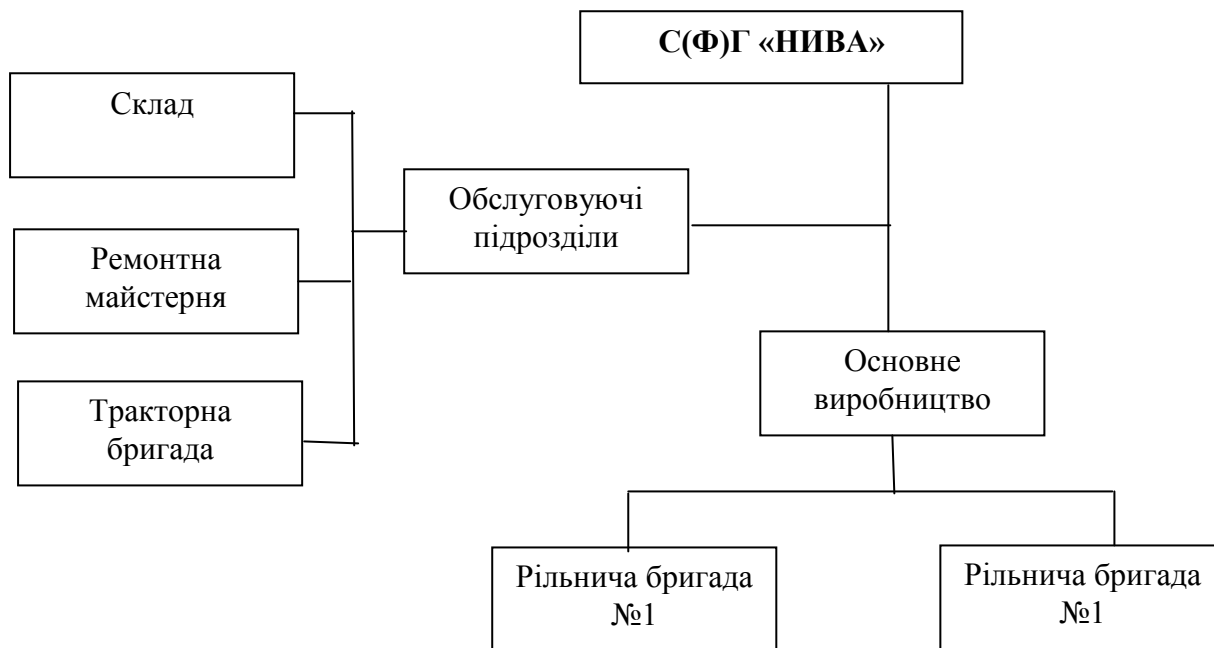 С(Ф)Г «НИВА»
Склад
Обслуговуючі
підрозділи
Ремонтна
майстерня
Основне
виробництво
Тракторна
бригада
Рільнича бригада
№1
Рільнича бригада
№1